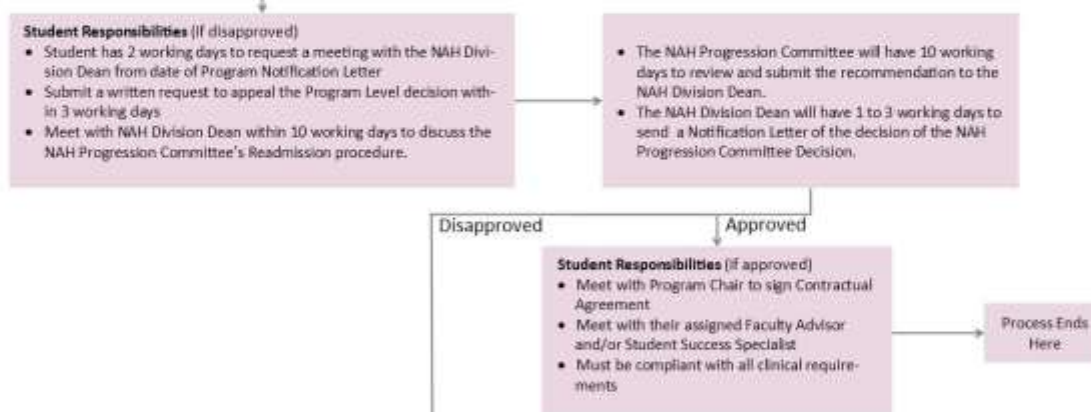 Student Responsibilities (If disapproved)
• Student has 2 working days to request a meeting with the NAH Divi-
sion Dean from date of Program Notification Letter
• Submit a written request to appeal the Program Level decision with-
in 3 working days
• Meet with NAH Division Dean within 10 working days to discuss the
NAH Progression Committee's Readmission procedure.
• The NAH Progression Committee will have 10 working
days to review and submit the recommendation to the
NAH Division Dean.
• The NAH Division Dean will have 1 to 3 working days to
send a Notification Letter of the decision of the NAH
Progression Committee Decision.
Disapproved
Approved
Student Responsibilities (If approved)
• Meet with Program Chair to sign Contractual
Agreement
• Meet with their assigned Faculty Advisor
and/or Student Success Specialist
• Must be compliant with all clinical require-
ments
Process Ends
Here